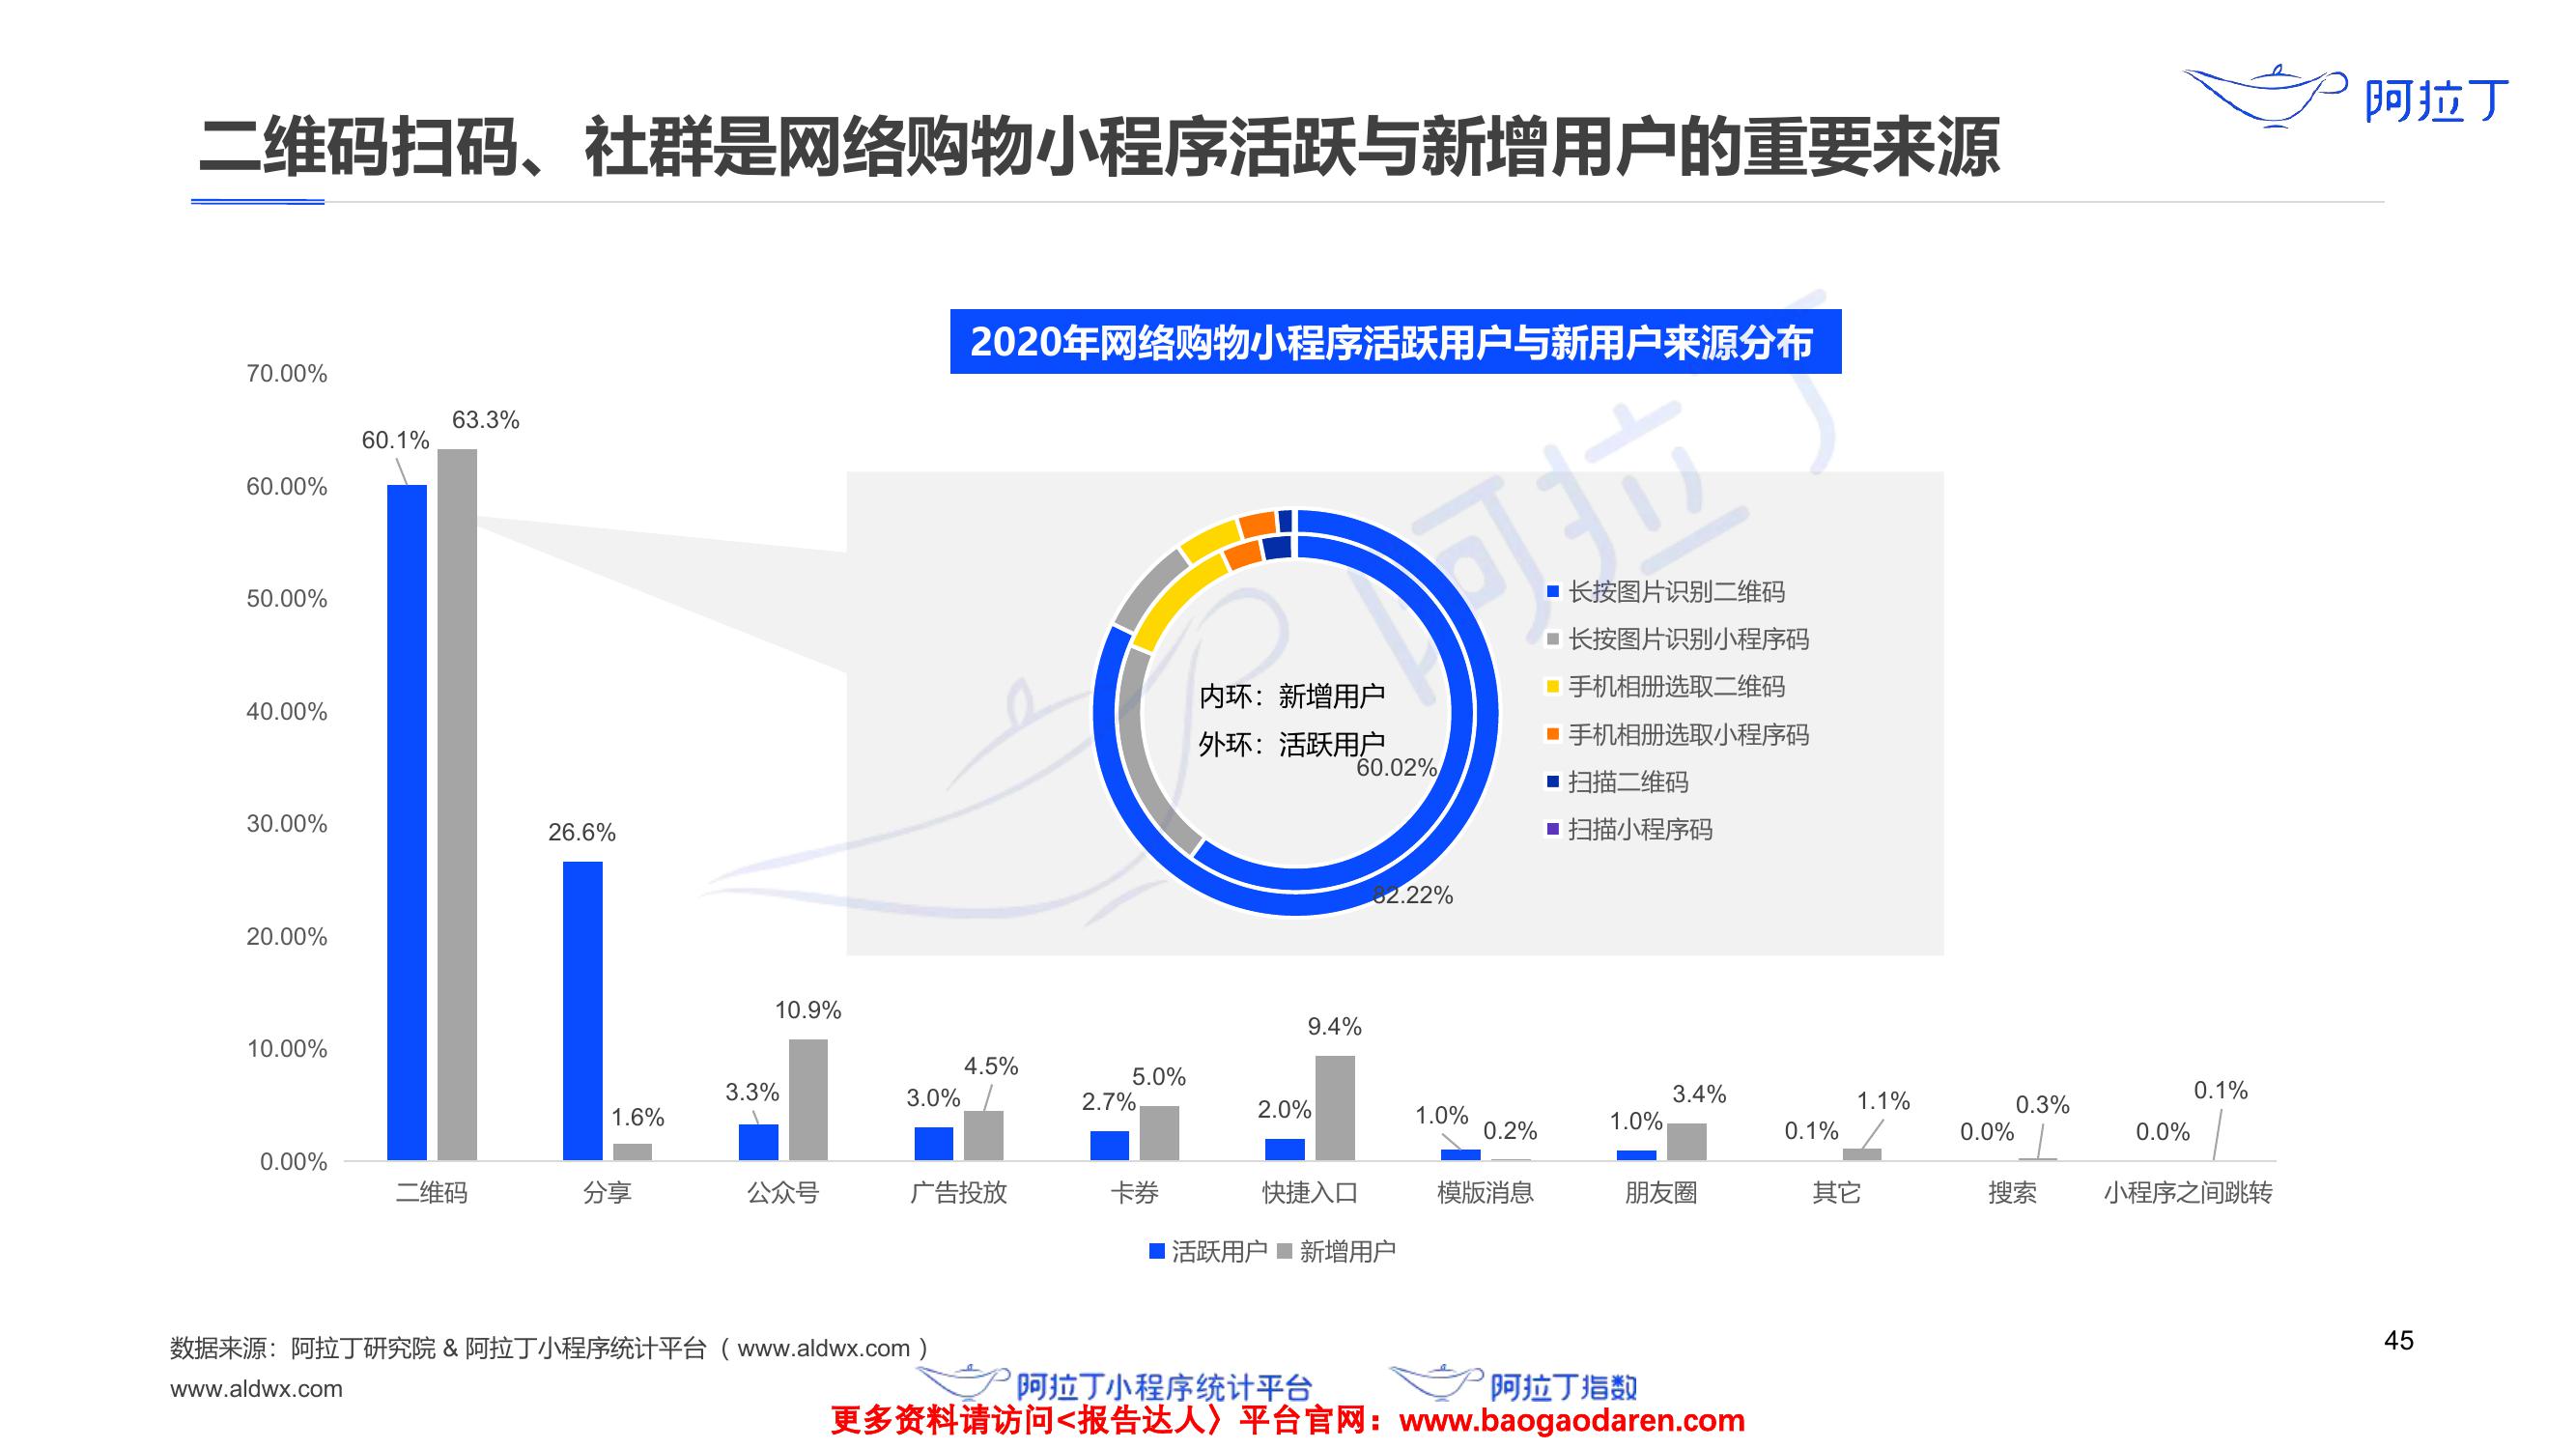 阿拉丁
二维码扫码、社群是网络购物小程序活跃与新增用户的重要来源
2020年网络购物小程序活跃用户与新用户来源分布
70.00%
60.00%
50.00%
40.00%
30.00%
20.00%
10.00%
0.00%
60.1%
63.3%
26.6%
1.6%
3.3%
10.9%
3.0%
4.5%
2.7%
5.0%
2.0%
9.4%
1.0%
0.2%
1.0%
3.4%
0.1%
1.1%
0.0%
0.3%
0.0%
0.1%
阿拉丁
内环：新增用户
外环：活跃用户
60.02%
82.22%
长按图片识别二维码
长按图片识别小程序码
手机相册选取二维码
手机相册选取小程序码
扫描二维码
扫描小程序码
二维码 分享 公众号 广告投放 卡券 快捷入口 模版消息 朋友圈 其它 搜索 小程序之间跳转
活跃用户 新增用户
数据来源：阿拉丁研究院 & 阿拉丁小程序统计平台（www.aldwx.com）
45
www.aldwx.com
阿拉丁小程序统计平台 阿拉丁指数
更多资料请访问<报告达人〉平台官网：www.baogaodaren.com